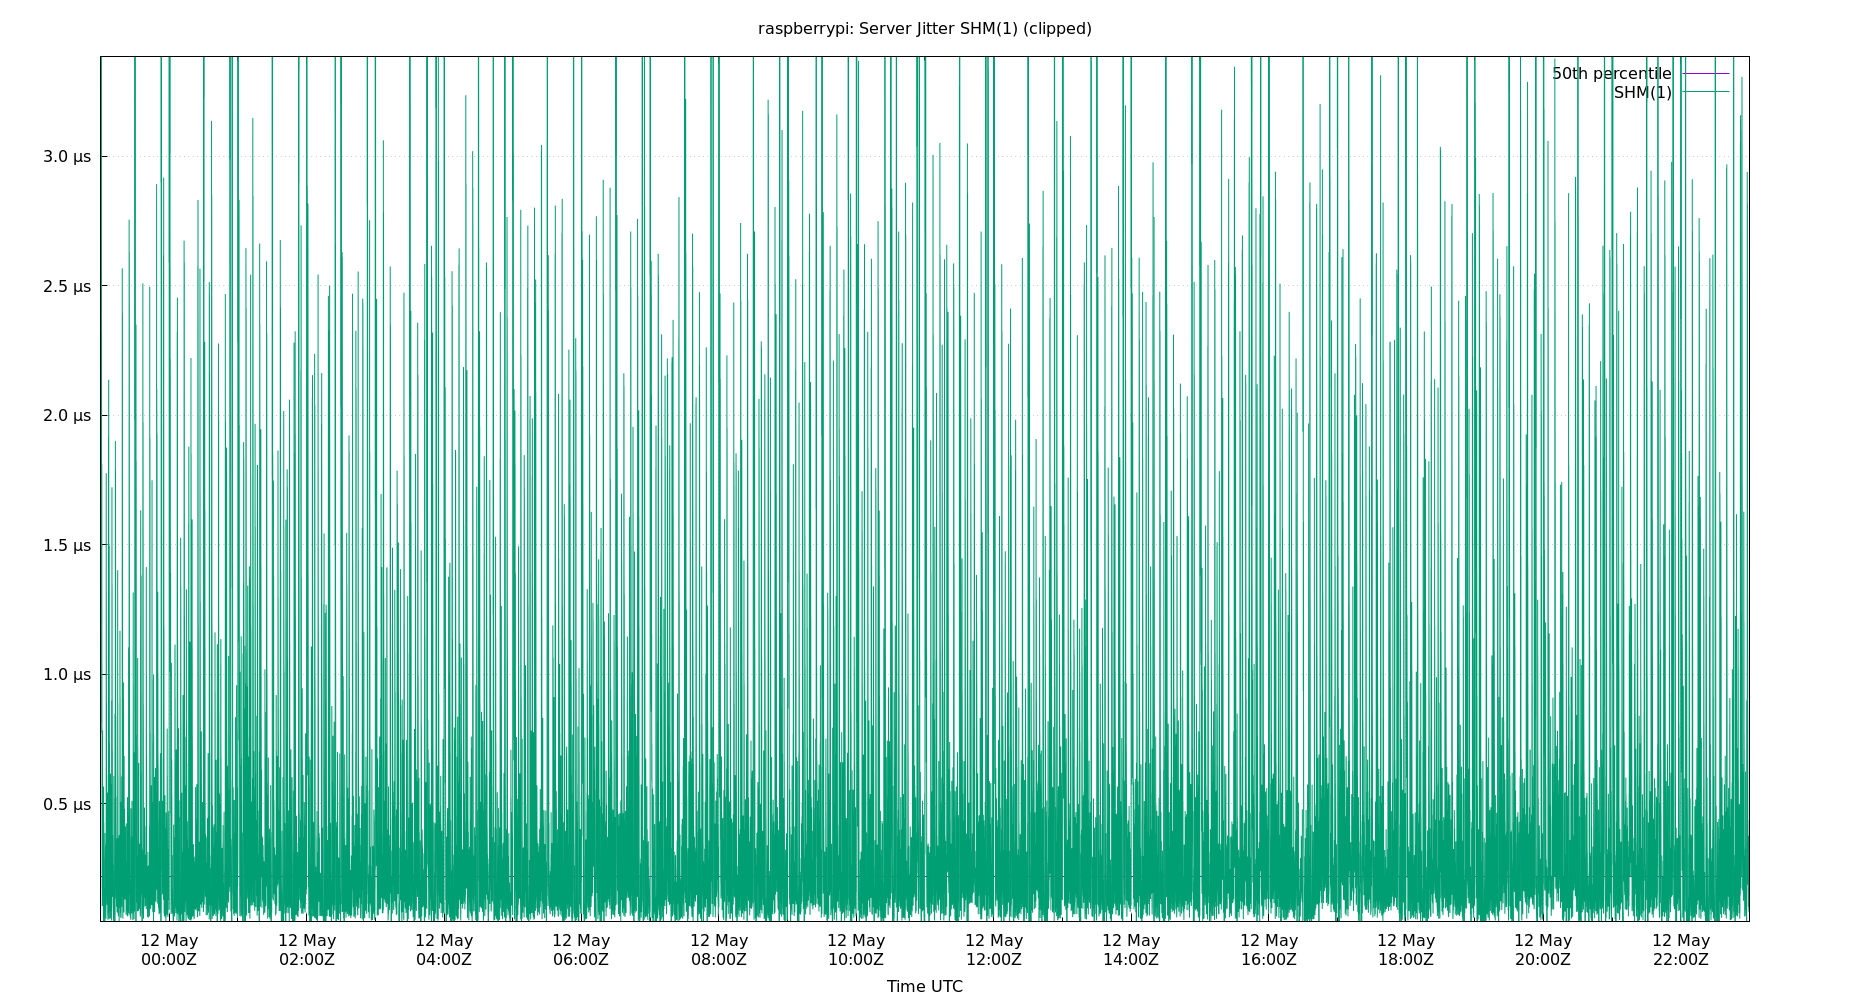 raspberrypi: Server Jitter SHM(1) (clipped)
50th percentile
SHM(1)
3.0 µs
2.5 µs
2.0 µs
1.5 µs
1.0 µs
0.5 µs
12 May 12 May 12 May 12 May 12 May 12 May 12 May 12 May 12 May 12 May 12 May 12 May
00:00Z 02:00Z 04:00Z 06:00Z 08:00Z 10:00Z 12:00Z 14:00Z 16:00Z 18:00Z 20:00Z 22:00Z
Time UTC